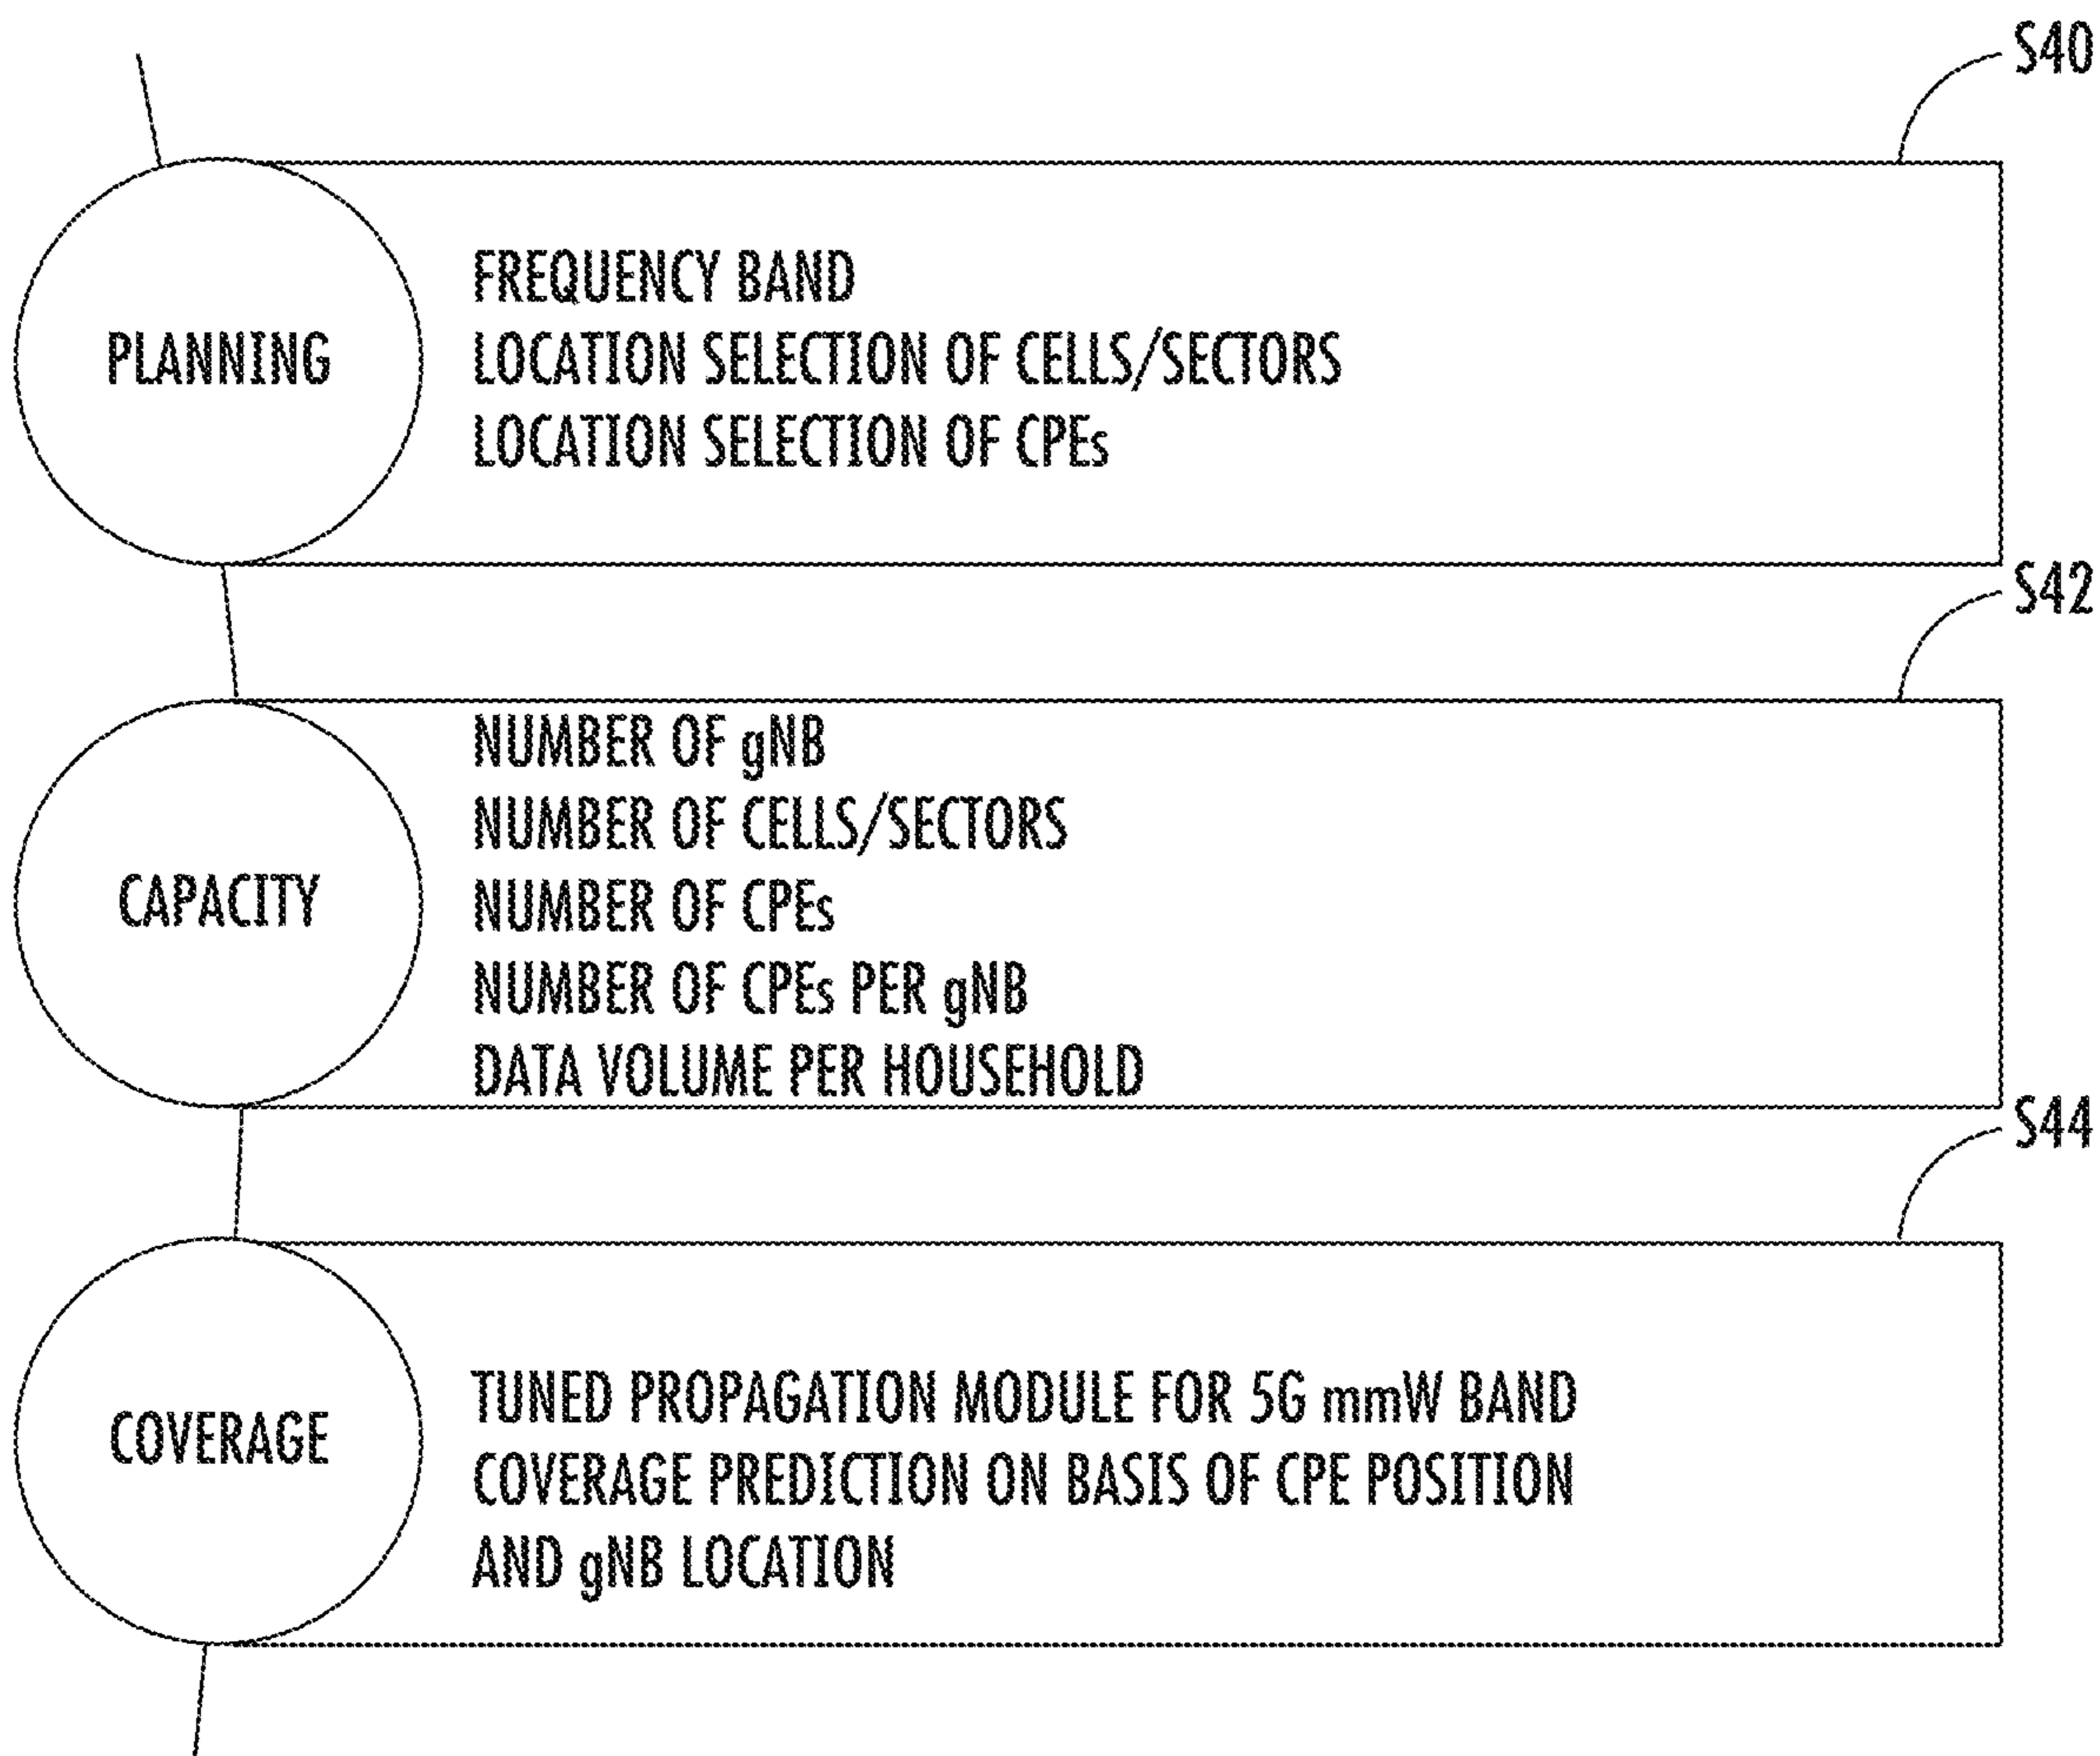 S40
PLANNING
FREQUENCY BAND
LOCATION SELECTION OF CELLS/SECTORS
LOCATION SELECTION OF CPEs
S42
CAPACITY
NUMBER OF gNB
NUMBER OF CELLS/SECTORS
NUMBER OF CPEs
NUMBER OF CPEs PER gNB
DATA VOLUME PER HOUSEHOLD
S44
COVERAGE
TUNED PROPAGATION MODULE FOR 5G mmW BAND
COVERAGE PREDICTION ON BASIS OF CPE POSITION
AND gNB LOCATION